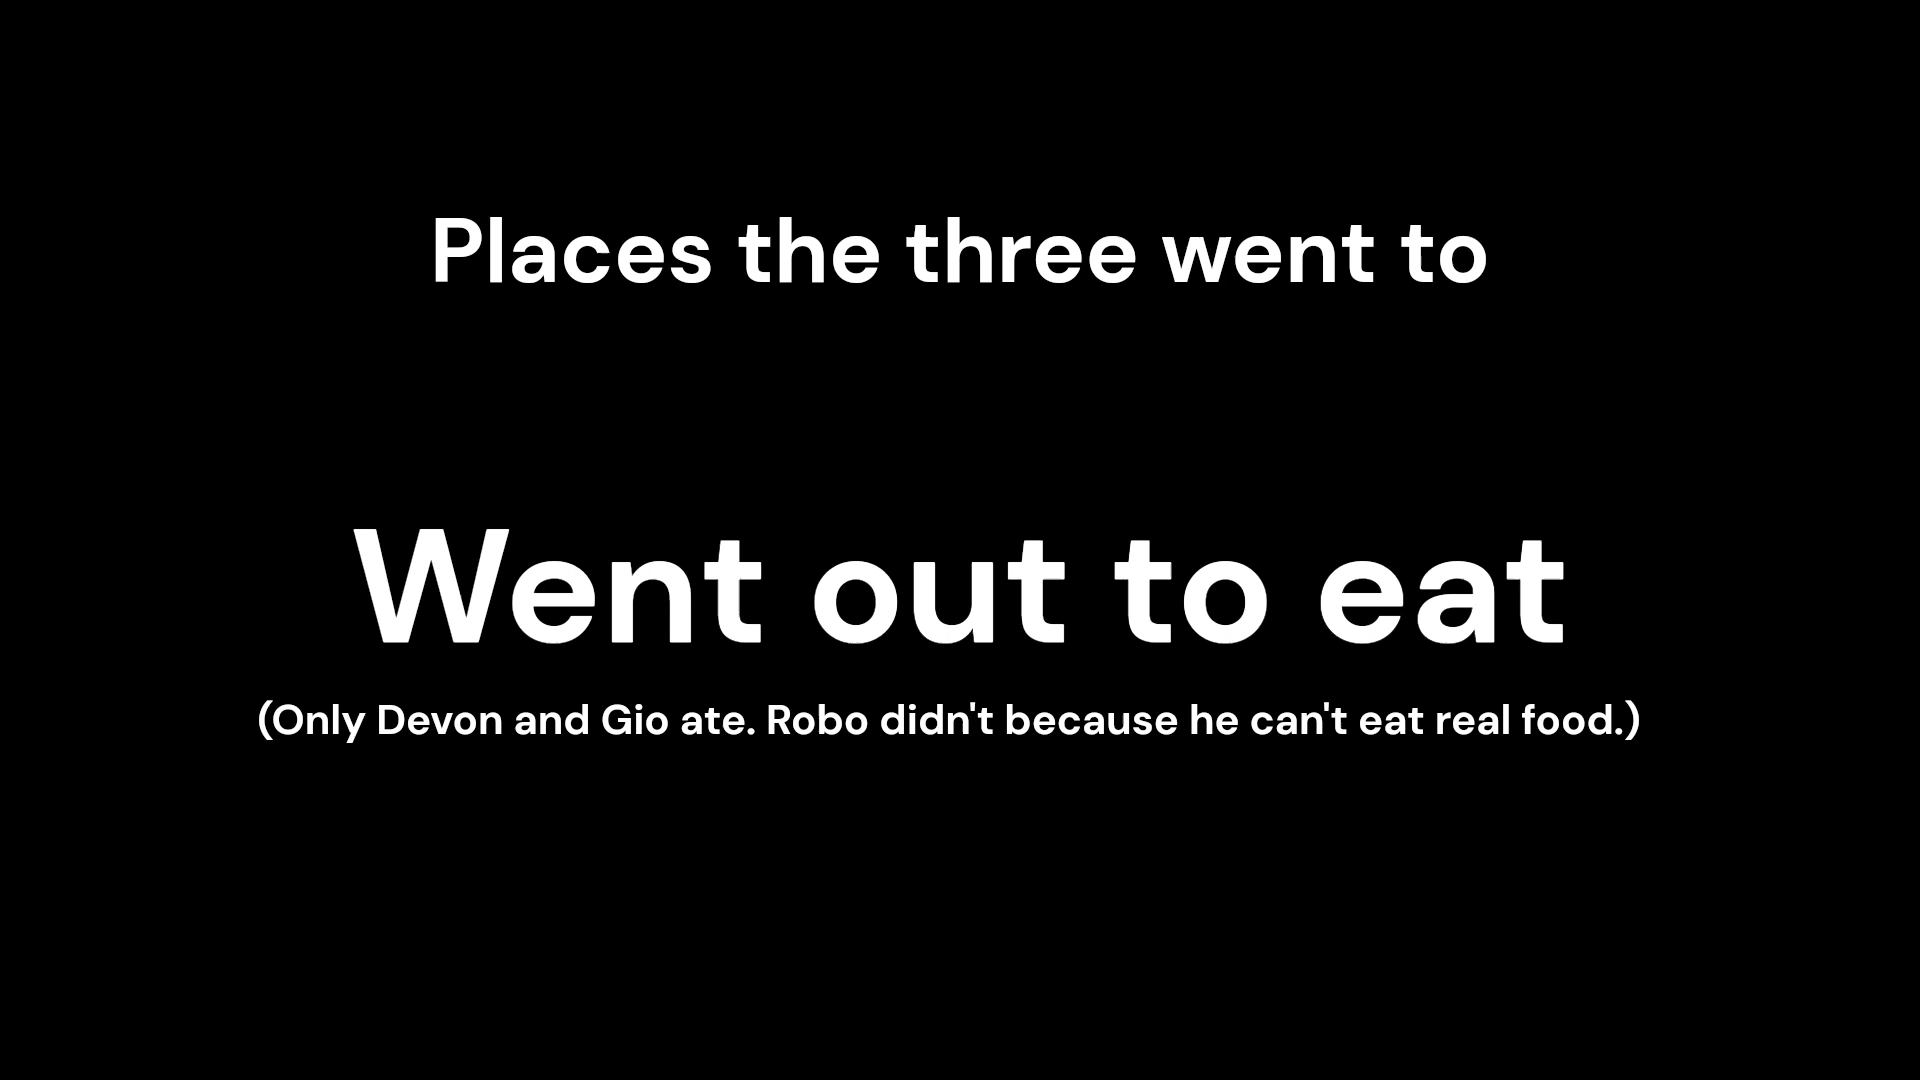 Places the three went to
Went out to eat
(Only Devon and Gio ate. Robo didn't because he can't eat real food.)